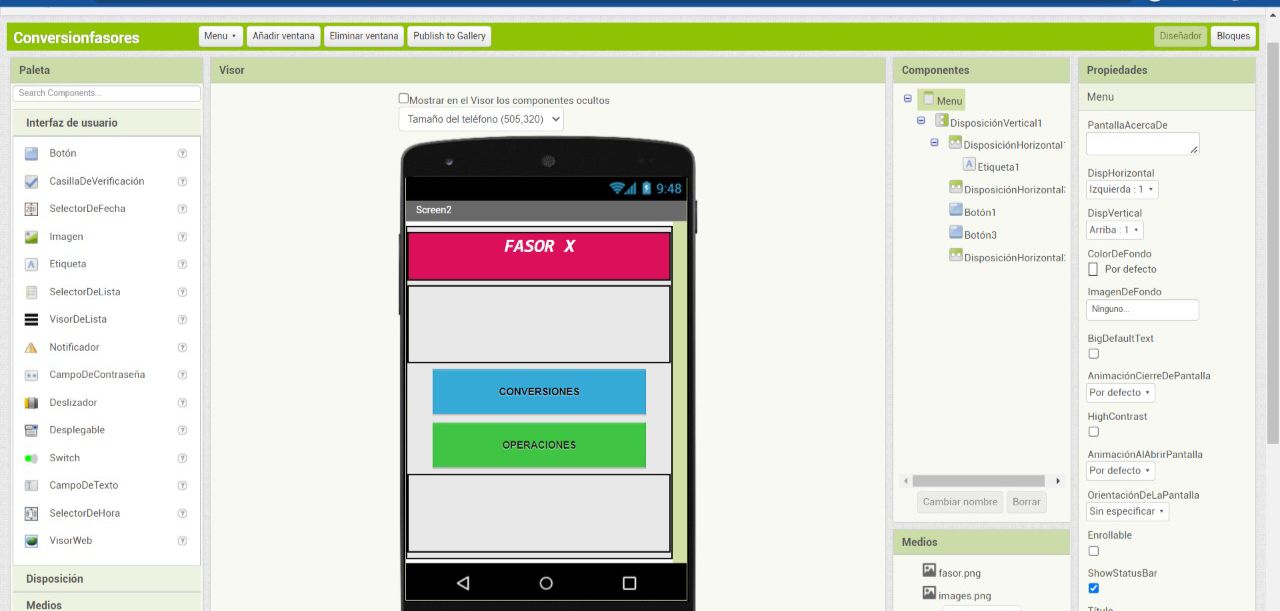 Conversionfasores
Menu
Añadir ventana
Eliminar ventana
Publish to Gallery
Diseñador
Bloques
Paleta
Search Components...
Interfaz de usuario
Botón
CasillaDeVerificación
SelectorDeFecha
Imagen
Etiqueta
SelectorDeLista
VisorDeLista
Notificador
CampoDeContraseña
Deslizador
Desplegable
Switch
CampoDeTexto
SelectorDeHora
VisorWeb
Disposición
Medios
Visor
Mostrar en el Visor los componentes ocultos
Tamaño del teléfono (505,320)
9:48
Screen2
FASOR X
CONVERSIONES
OPERACIONES
Componentes
Menu
DisposiciónVertical1
DisposiciónHorizontal1
Etiqueta1
DisposiciónHorizontal
Botón1
Botón3
DisposiciónHorizontal
Cambiar nombre
Borrar
Medios
fasor.png
images.png
Propiedades
Menu
PantallaAcercaDe
DispHorizontal
Izquierda : 1
DispVertical
Arriba : 1
ColorDeFondo
Por defecto
ImagenDeFondo
Ninguno...
BigDefaultText
AnimaciónCierreDePantalla
Por defecto
HighContrast
AnimaciónAlAbrirPantalla
Por defecto
OrientaciónDeLaPantalla
Sin especificar
Enrollable
ShowStatusBar
Título